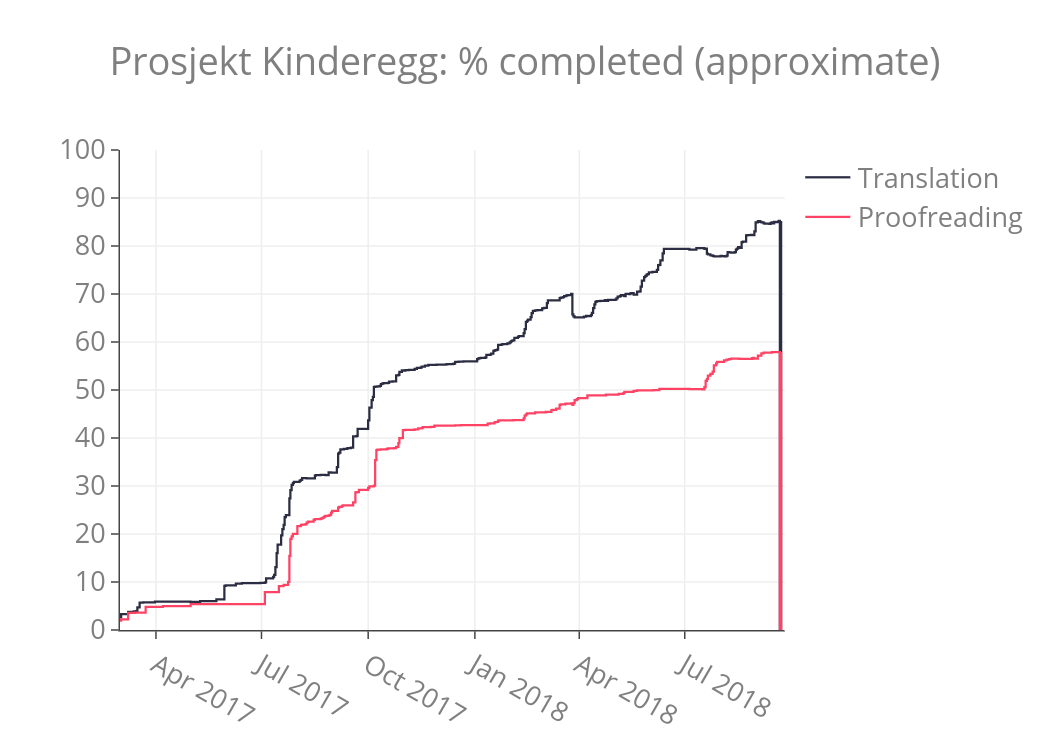 Prosjekt Kinderegg: % completed (approximate)
100
90
80
70
60
50
40
30
20
10
0
Translation
Proofreading
Apr 2017
Jul 2017
Oct 2017
Jan 2018
Apr 2018
Jul 2018